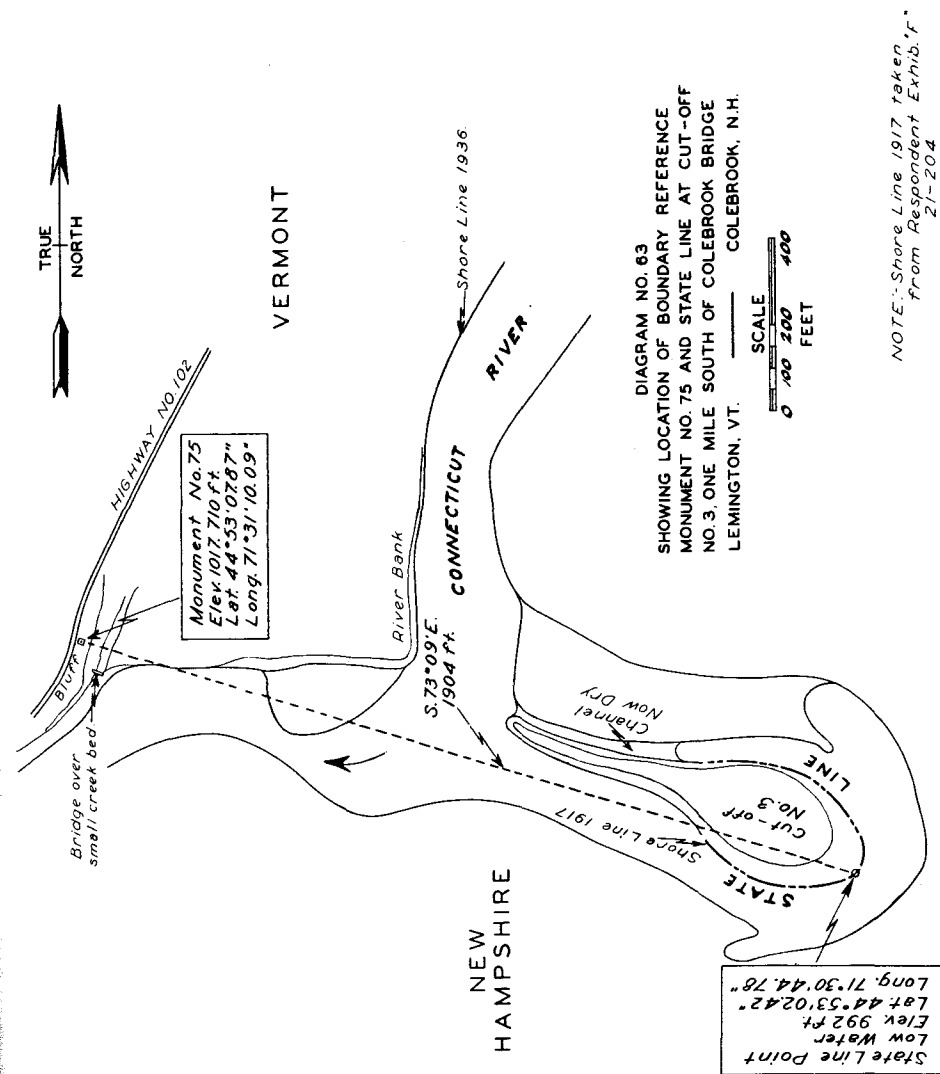 TRUE
NORTH
VERMONT
HIGHWAY NO. 102
Monument No.75
Elev. 1017.710 ft.
Lat. 44°53'07.87"
Long. 71°31'10.09"
Bluff
Bridge over
small creek bed.
River Bank
Shore Line 1936.
CONNECTICUT
RIVER
S.73°09'E.
1904 ft.
Channel
Now Dry
Shore Line 1917
Cut-off
No.3
STATE
LINE
NEW
HAMPSHIRE
State Line Point
Low Water
Elev. 992 ft.
Lat. 44°53'02.42"
Long. 71°30'44.78"
DIAGRAM NO. 63
SHOWING LOCATION OF BOUNDARY REFERENCE
MONUMENT NO. 75 AND STATE LINE AT CUT-OFF
NO. 3, ONE MILE SOUTH OF COLEBROOK BRIDGE
LEMINGTON, VT. COLEBROOK, N.H.
SCALE
0 100 200 400
FEET
NOTE:-Shore Line 1917 taken
from Respondent Exhib. "F"
21-204